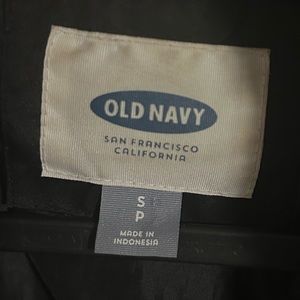 OLD NAVY
SAN FRANCISCO
CALIFORNIA
S
P
MADE IN
INDONESIA